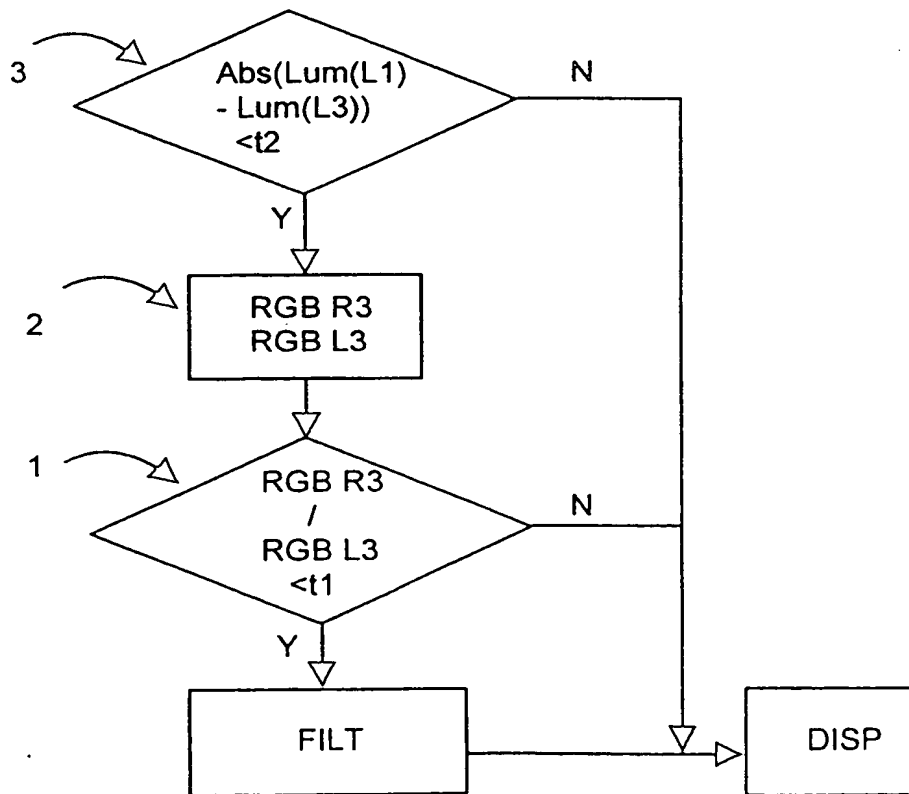 3
Abs(Lum(L1)
- Lum(L3))
<t2
N
Y
2
RGB R3
RGB L3
1
RGB R3
/
RGB L3
<t1
N
Y
FILT
DISP